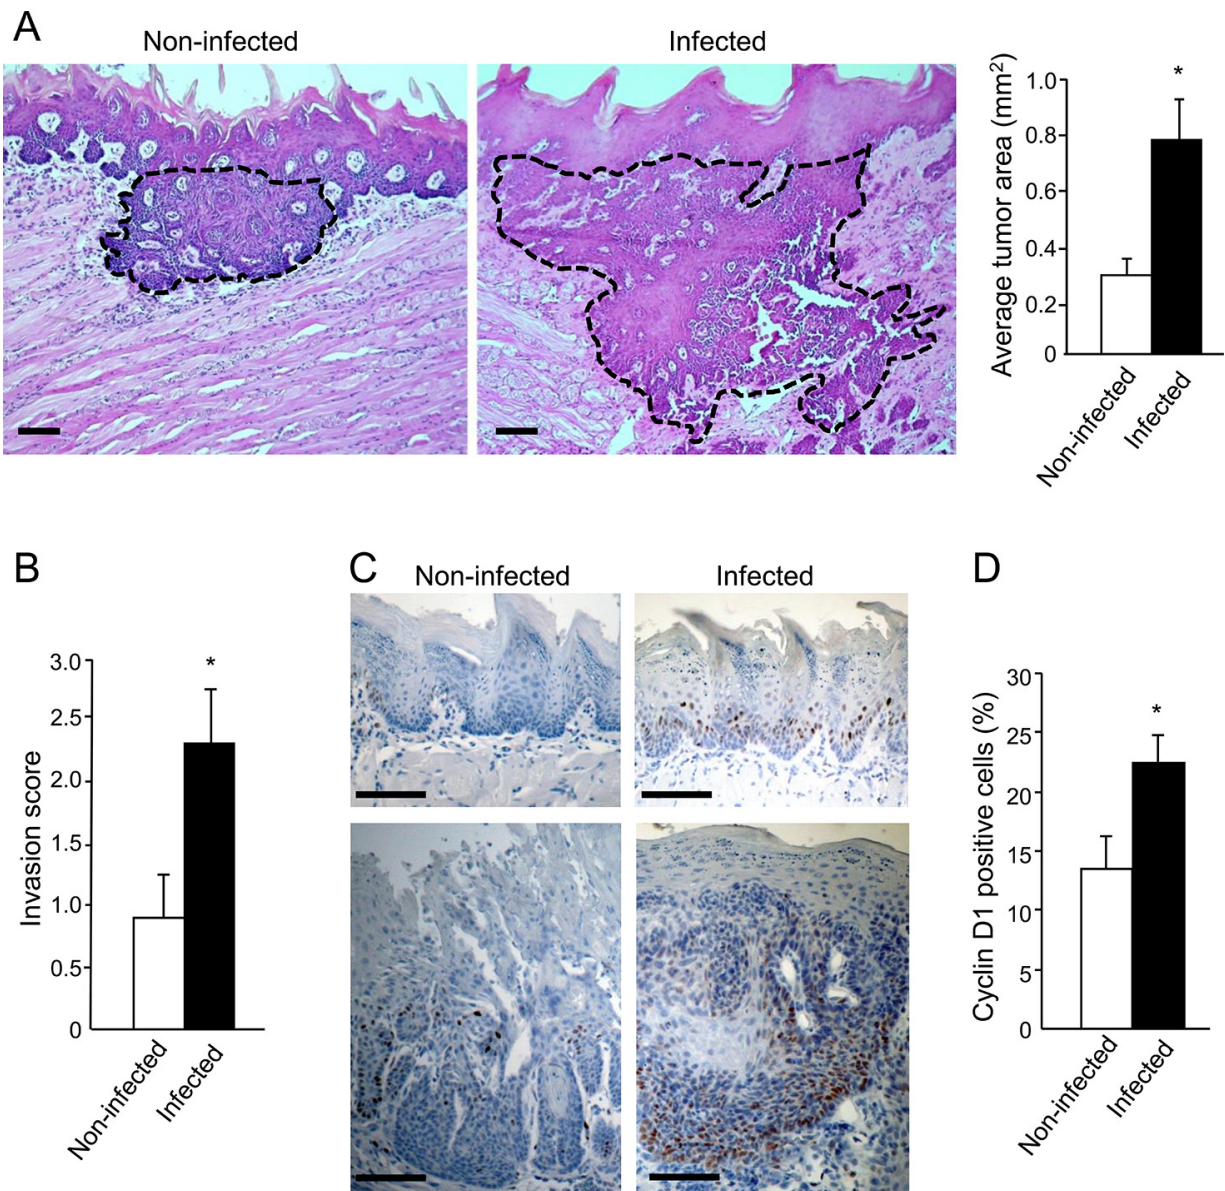 A
Non-infected
Infected
Average tumor area (mm²)
1.0
0.8
0.6
0.4
0.2
0
*
Non-infected
Infected
B
Invasion score
3.0
2.5
2.0
1.5
1.0
0.5
0
*
Non-infected
Infected
C
Non-infected
Infected
D
Cyclin D1 positive cells (%)
30
25
20
15
10
5
0
*
Non-infected
Infected